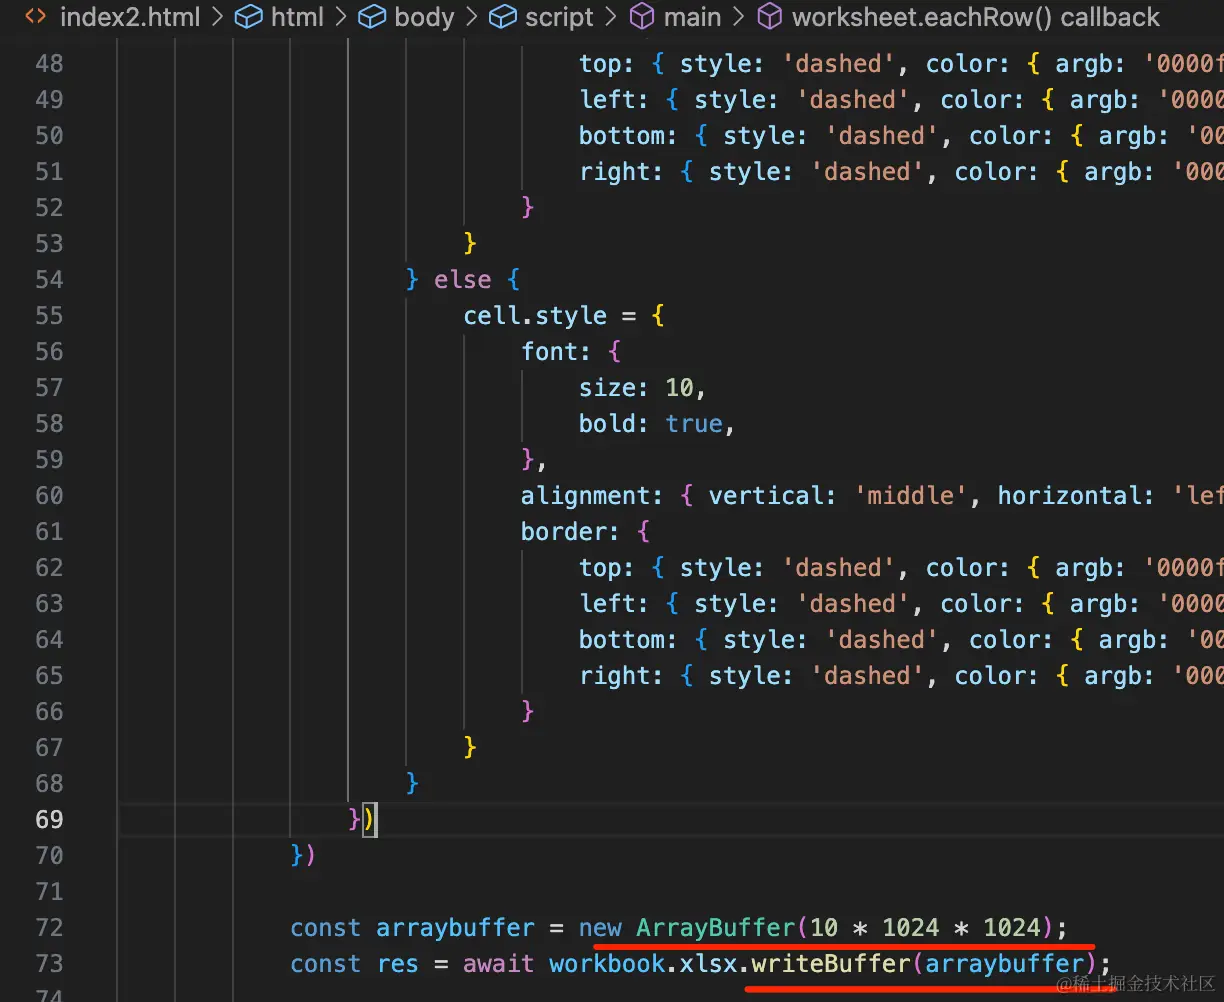 index2.html > html > body > script > main > worksheet.eachRow() callback
48 top: { style: 'dashed', color: { argb: '0000f
49 left: { style: 'dashed', color: { argb: '0000
50 bottom: { style: 'dashed', color: { argb: '00
51 right: { style: 'dashed', color: { argb: '000
52 }
53 }
54 } else {
55 cell.style = {
56 font: {
57 size: 10,
58 bold: true,
59 },
60 alignment: { vertical: 'middle', horizontal: 'lef
61 border: {
62 top: { style: 'dashed', color: { argb: '0000f
63 left: { style: 'dashed', color: { argb: '0000
64 bottom: { style: 'dashed', color: { argb: '00
65 right: { style: 'dashed', color: { argb: '000
66 }
67 }
68 }
69 })
70 })
71
72 const arraybuffer = new ArrayBuffer(10 * 1024 * 1024);
73 const res = await workbook.xlsx.writeBuffer(arraybuffer);
74
@稀土掘金技术社区